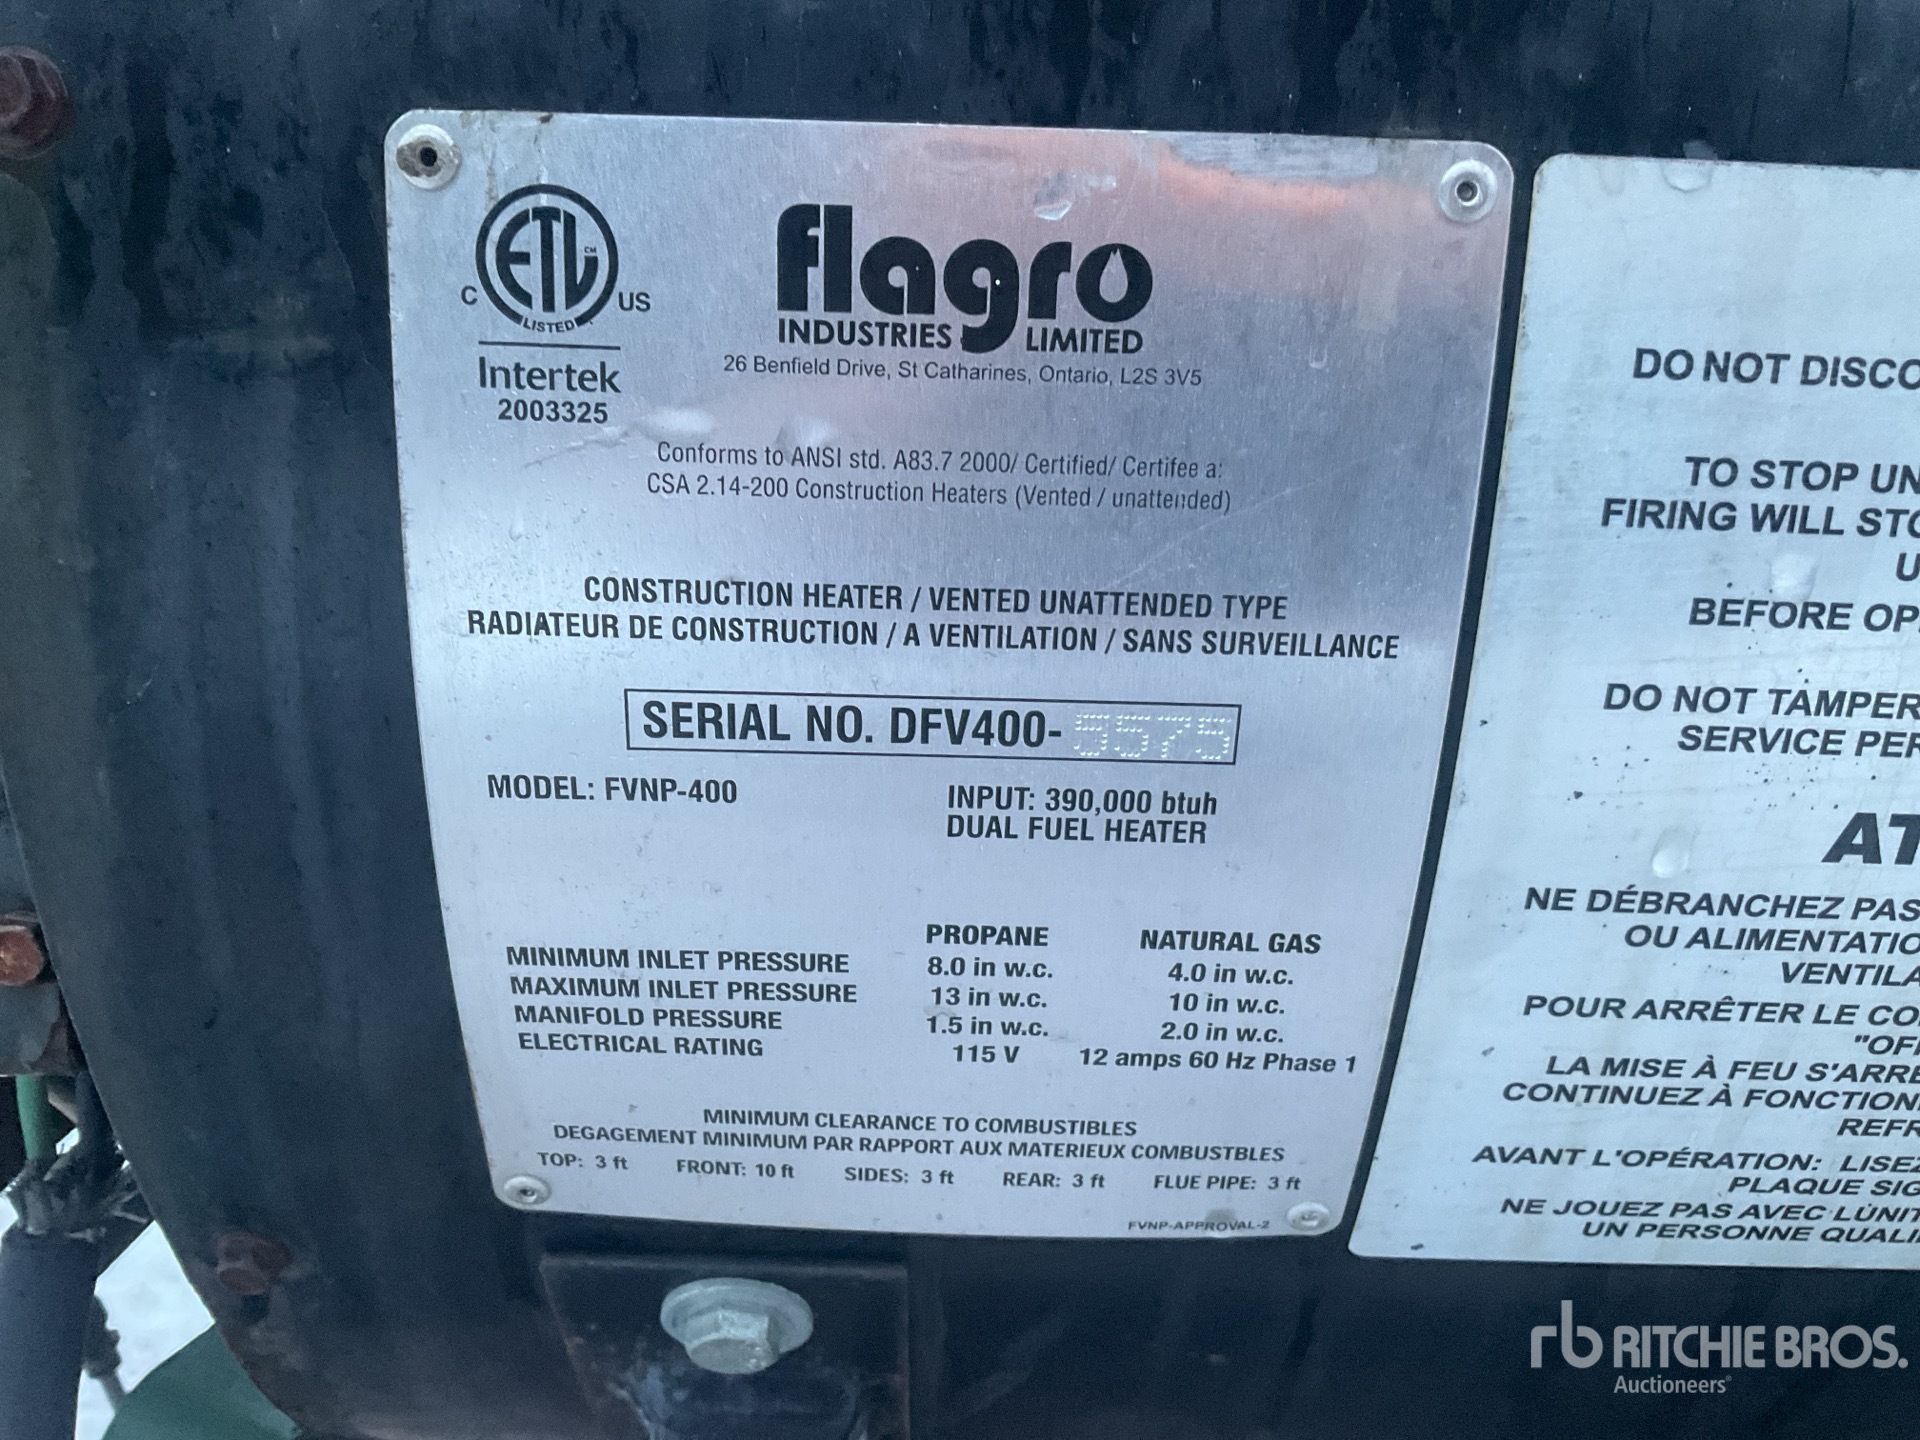 C ETL CM US
LISTED
Intertek
2003325
flagro
INDUSTRIES LIMITED
26 Benfield Drive, St Catharines, Ontario, L2S 3V5
Conforms to ANSI std. A83.7 2000/ Certified/ Certifee a:
CSA 2.14-200 Construction Heaters (Vented / unattended)
CONSTRUCTION HEATER / VENTED UNATTENDED TYPE
RADIATEUR DE CONSTRUCTION / A VENTILATION / SANS SURVEILLANCE
SERIAL NO. DFV400-
MODEL: FVNP-400
INPUT: 390,000 btuh
DUAL FUEL HEATER
PROPANE NATURAL GAS
MINIMUM INLET PRESSURE 8.0 in w.c. 4.0 in w.c.
MAXIMUM INLET PRESSURE 13 in w.c. 10 in w.c.
MANIFOLD PRESSURE 1.5 in w.c. 2.0 in w.c.
ELECTRICAL RATING 115 V 12 amps 60 Hz Phase 1
MINIMUM CLEARANCE TO COMBUSTIBLES
DEGAGEMENT MINIMUM PAR RAPPORT AUX MATERIEUX COMBUSTBLES
TOP: 3 ft FRONT: 10 ft SIDES: 3 ft REAR: 3 ft FLUE PIPE: 3 ft
FVNP-APPROVAL-2
DO NOT DISCO
TO STOP UN
FIRING WILL STO
U
BEFORE OP
DO NOT TAMPER
SERVICE PER
AT
NE DÉBRANCHEZ PAS
OU ALIMENTATIO
VENTILA
POUR ARRÊTER LE CO
"OF
LA MISE À FEU S'ARRE
CONTINUEZ À FONCTION
REFR
AVANT L'OPÉRATION: LISEZ
PLAQUE SIG
NE JOUEZ PAS AVEC LÚNIT
UN PERSONNE QUALI
rb RITCHIE BROS.
Auctioneers